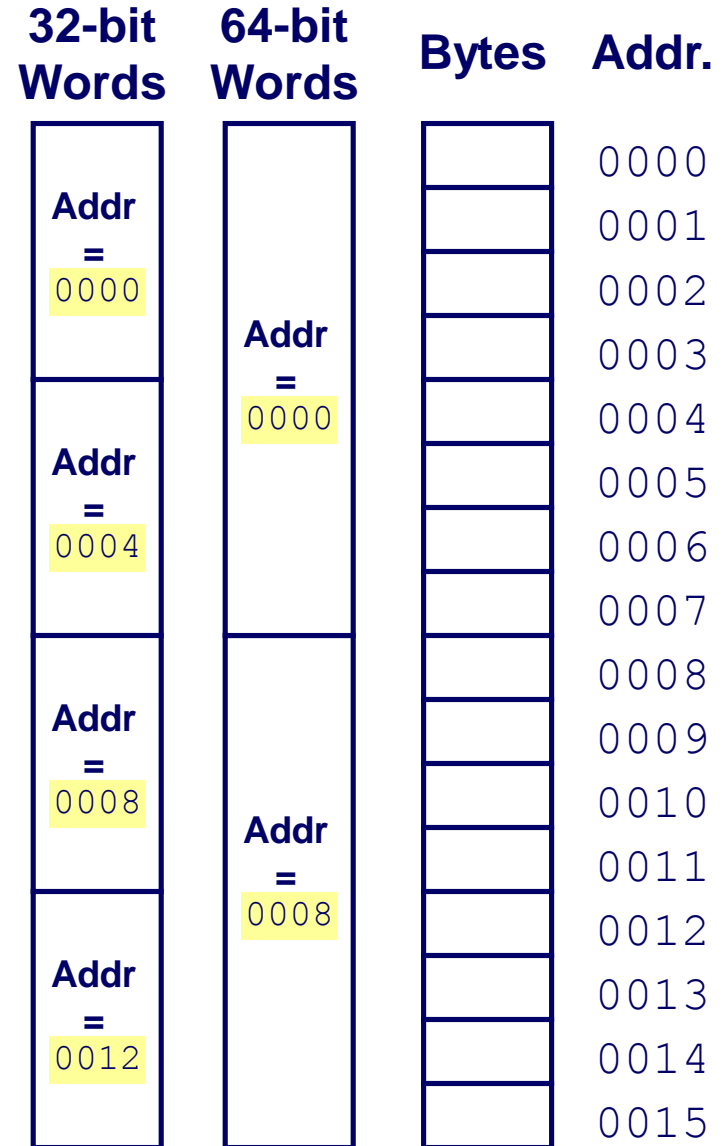 32-bit
Words
64-bit
Words
Bytes
Addr.
Addr
=
0000
Addr
=
0004
Addr
=
0008
Addr
=
0012
Addr
=
0000
Addr
=
0008
0000
0001
0002
0003
0004
0005
0006
0007
0008
0009
0010
0011
0012
0013
0014
0015